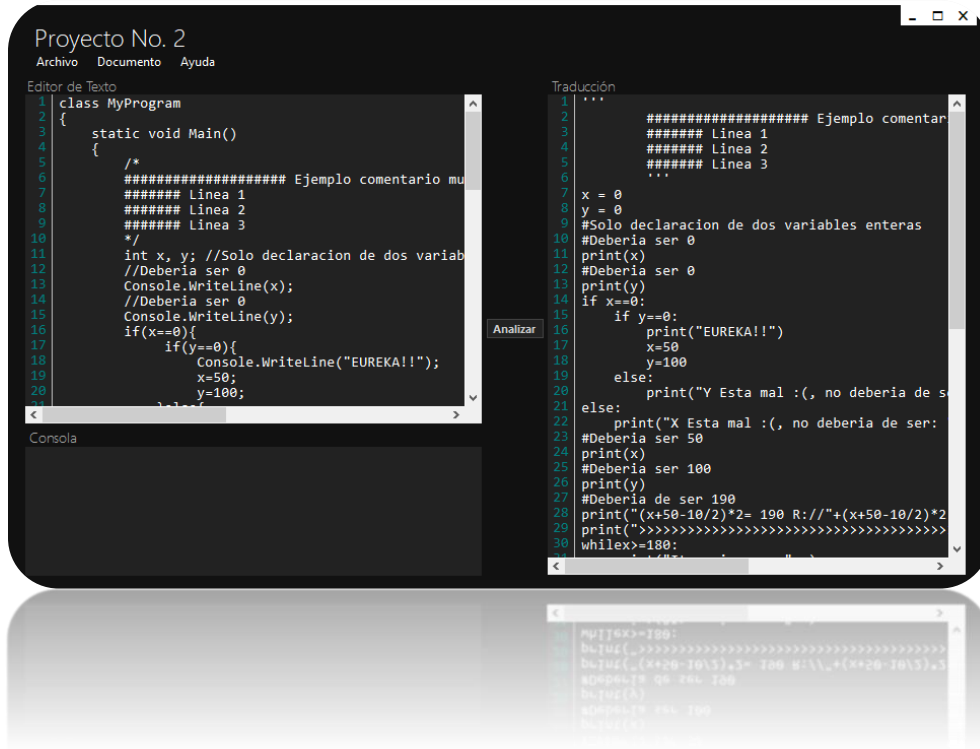 Proyecto No. 2
Archivo Documento Ayuda
Editor de Texto
1 class MyProgram
2 {
3 static void Main()
4 {
5 /*
6 #################### Ejemplo comentario mu
7 ####### Linea 1
8 ####### Linea 2
9 ####### Linea 3
10 */
11 int x, y; //Solo declaracion de dos variab
12 //Deberia ser 0
13 Console.WriteLine(x);
14 //Deberia ser 0
15 Console.WriteLine(y);
16 if(x==0){
17 if(y==0){
18 Console.WriteLine("EUREKA!!");
19 x=50;
20 y=100;
21 }else{
Consola
Analizar
Traducción
1 '''
2 #################### Ejemplo comentar
3 ####### Linea 1
4 ####### Linea 2
5 ####### Linea 3
6 '''
7 x = 0
8 y = 0
9 #Solo declaracion de dos variables enteras
10 #Deberia ser 0
11 print(x)
12 #Deberia ser 0
13 print(y)
14 if x==0:
15 if y==0:
16 print("EUREKA!!")
17 x=50
18 y=100
19 else:
20 print("Y Esta mal :(, no deberia de s
21 else:
22 print("X Esta mal :(, no deberia de ser:
23 #Deberia ser 50
24 print(x)
25 #Deberia ser 100
26 print(y)
27 #Deberia de ser 190
28 print("(x+50-10/2)*2= 190 R://"+(x+50-10/2)*2
29 print(">>>>>>>>>>>>>>>>>>>>>>>>>>>>>>>>>>>>>>
30 whilex>=180: